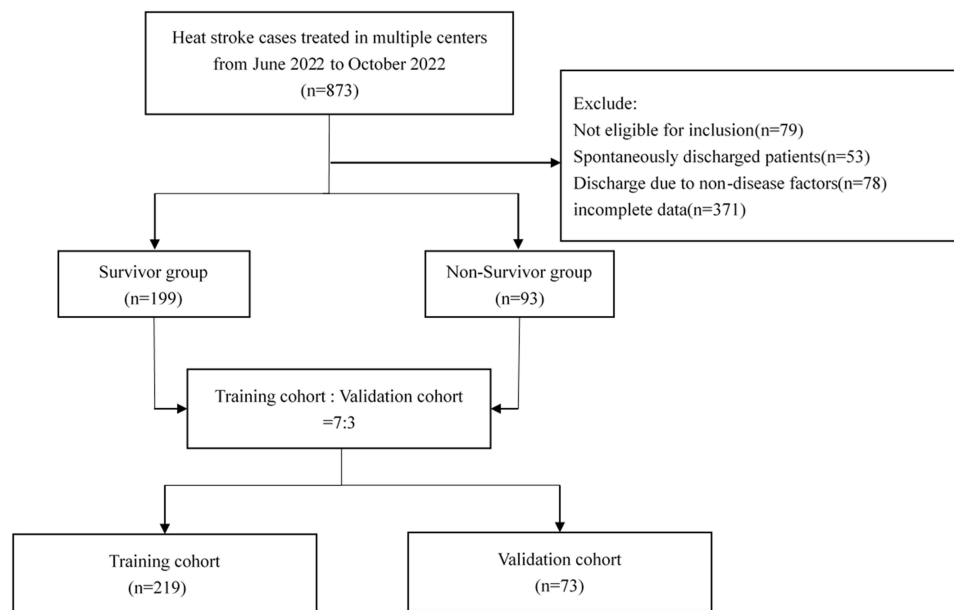 Heat stroke cases treated in multiple centers
from June 2022 to October 2022
(n=873)
Exclude:
Not eligible for inclusion(n=79)
Spontaneously discharged patients(n=53)
Discharge due to non-disease factors(n=78)
incomplete data(n=371)
Survivor group
(n=199)
Non-Survivor group
(n=93)
Training cohort : Validation cohort
=7:3
Training cohort
(n=219)
Validation cohort
(n=73)